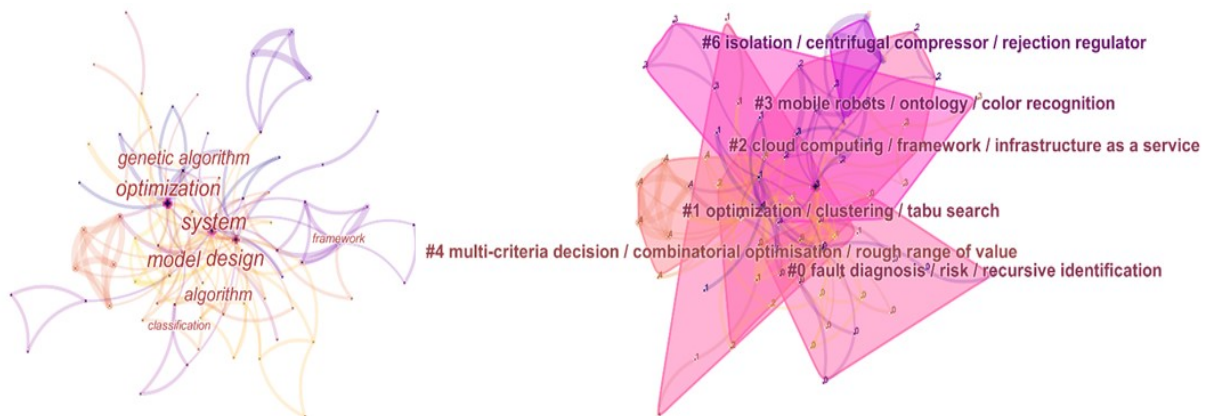 genetic algorithm
optimization
system
framework
model design
algorithm
classification
#6 isolation / centrifugal compressor / rejection regulator
#3 mobile robots / ontology / color recognition
#2 cloud computing / framework / infrastructure as a service
#1 optimization / clustering / tabu search
#4 multi-criteria decision / combinatorial optimisation / rough range of value
#0 fault diagnosis / risk / recursive identification